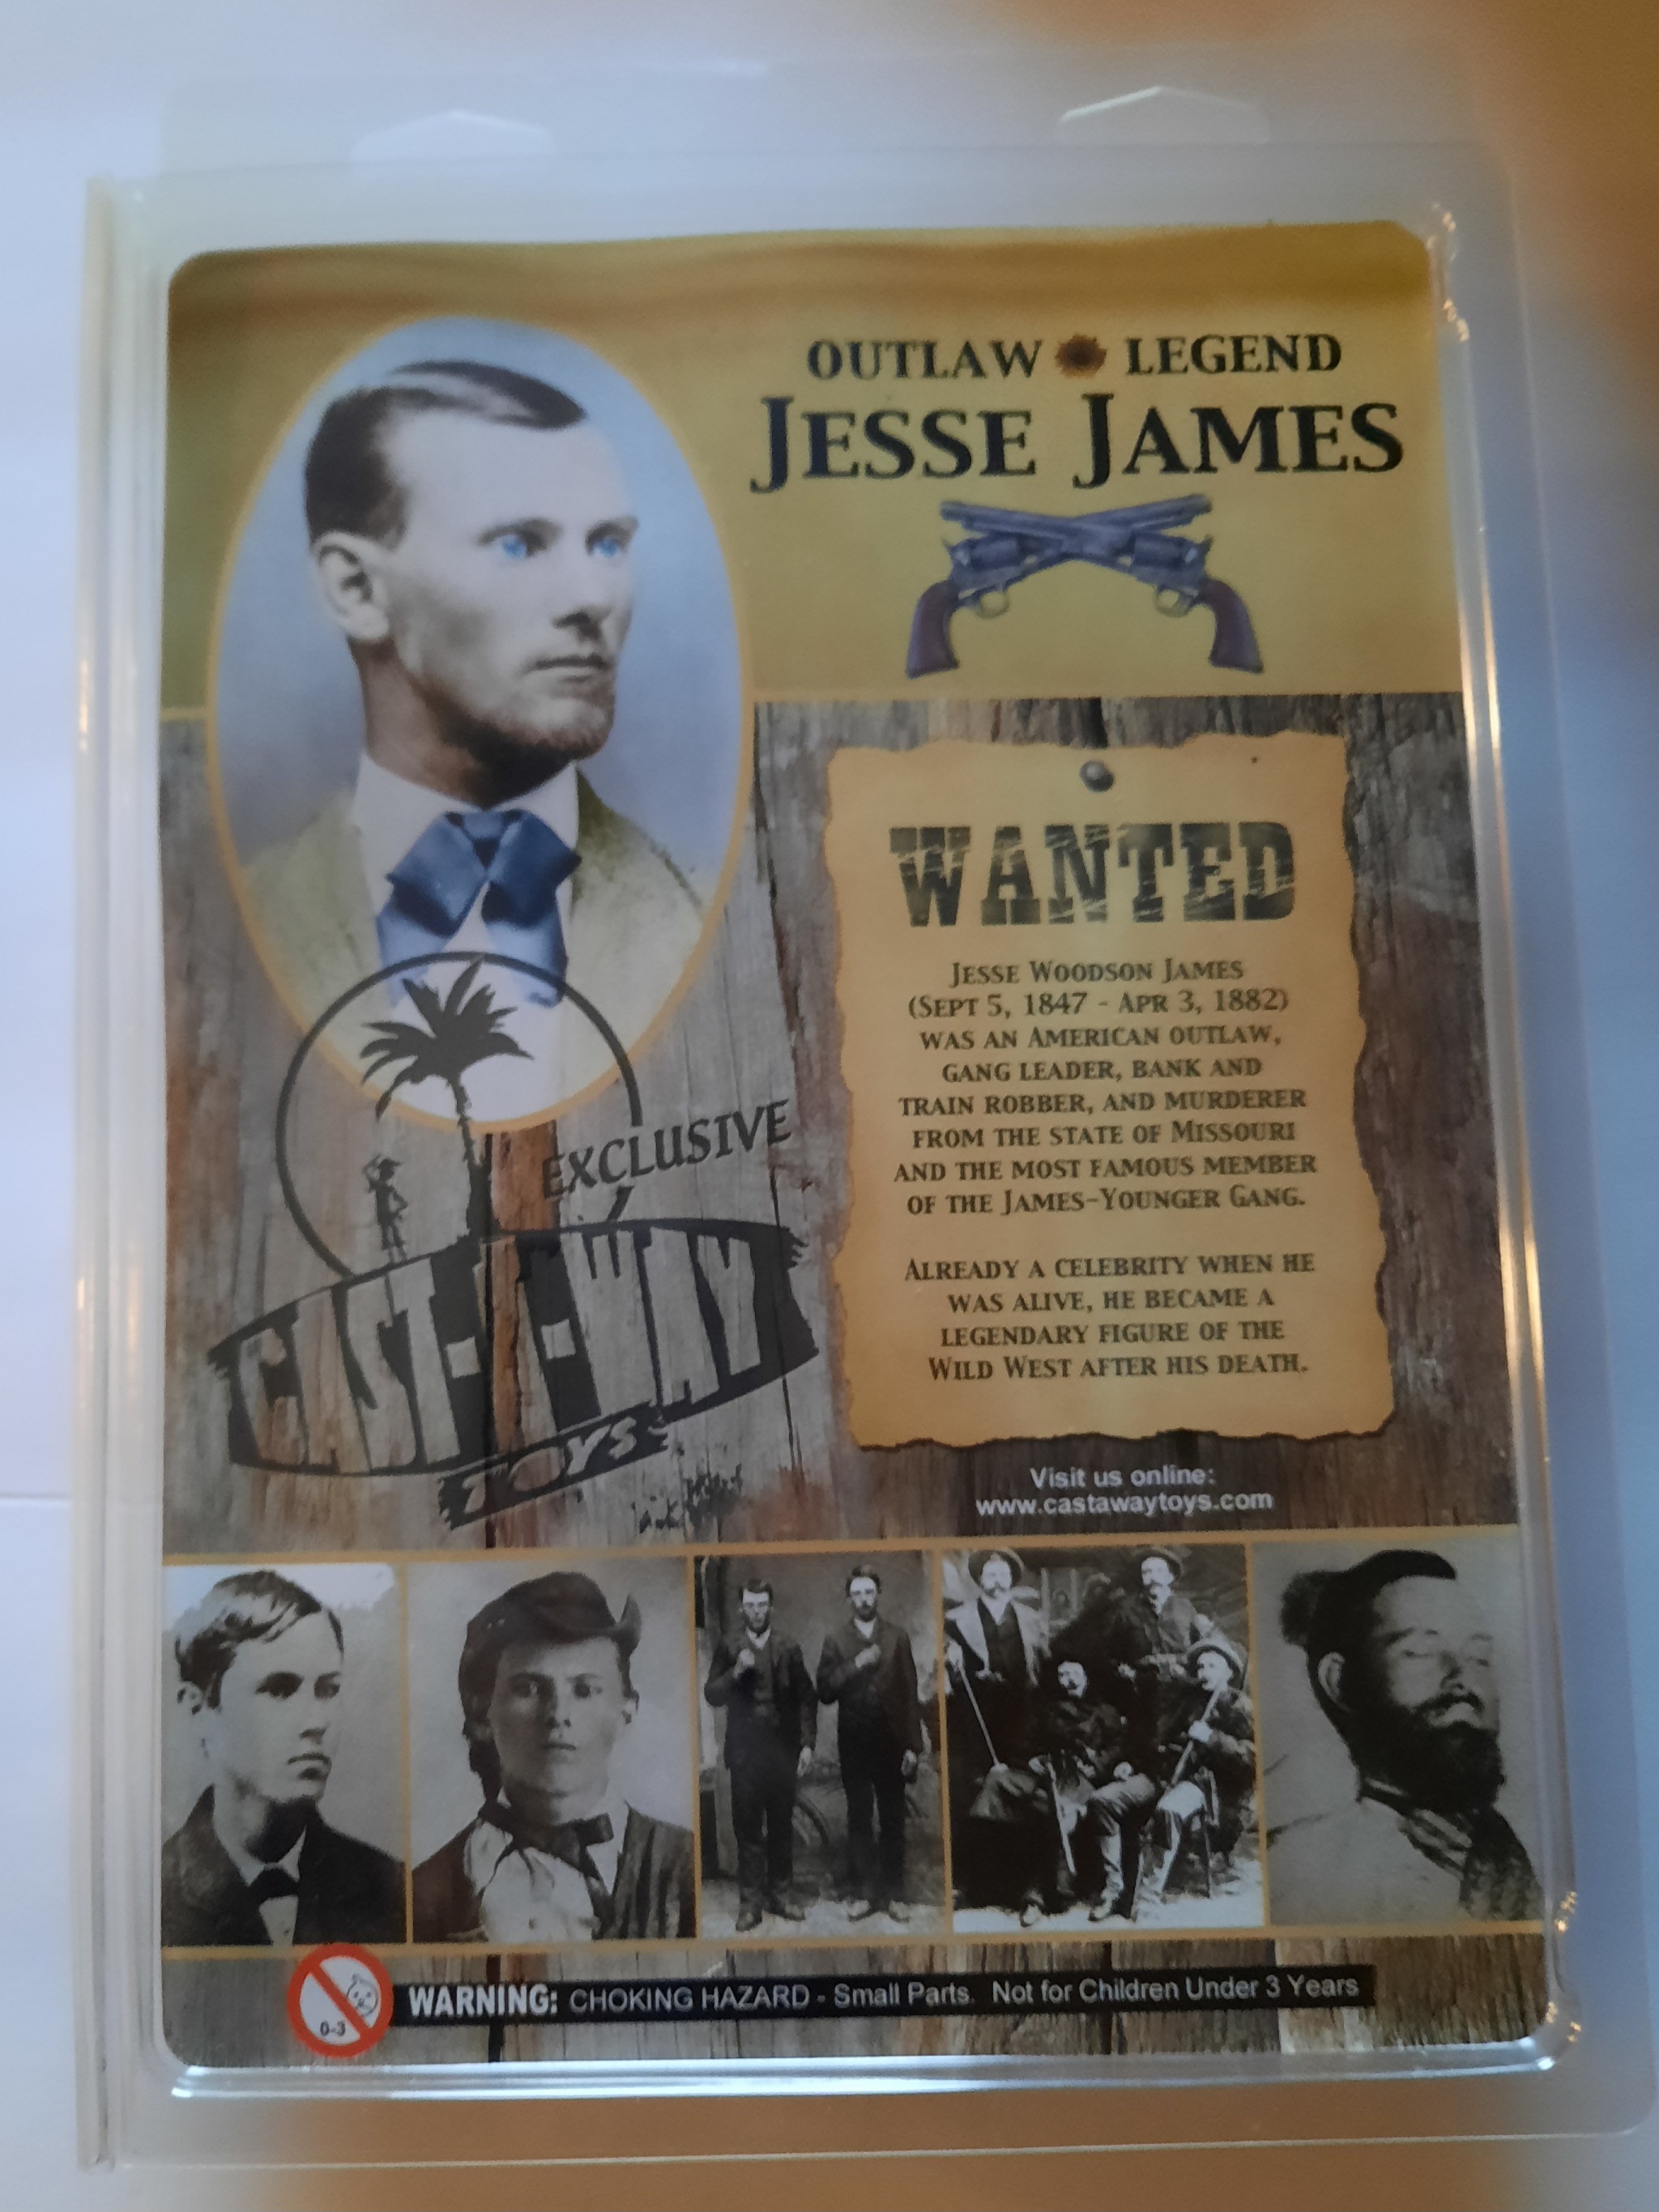 OUTLAW LEGEND
JESSE JAMES
WANTED
JESSE WOODSON JAMES
(SEPT 5, 1847 - APR 3, 1882)
WAS AN AMERICAN OUTLAW,
GANG LEADER, BANK AND
TRAIN ROBBER, AND MURDERER
FROM THE STATE OF MISSOURI
AND THE MOST FAMOUS MEMBER
OF THE JAMES-YOUNGER GANG.
ALREADY A CELEBRITY WHEN HE
WAS ALIVE, HE BECAME A
LEGENDARY FIGURE OF THE
WILD WEST AFTER HIS DEATH.
EXCLUSIVE
CAST-A-WAY
TOYS
Visit us online:
www.castawaytoys.com
0-3
WARNING: CHOKING HAZARD - Small Parts. Not for Children Under 3 Years